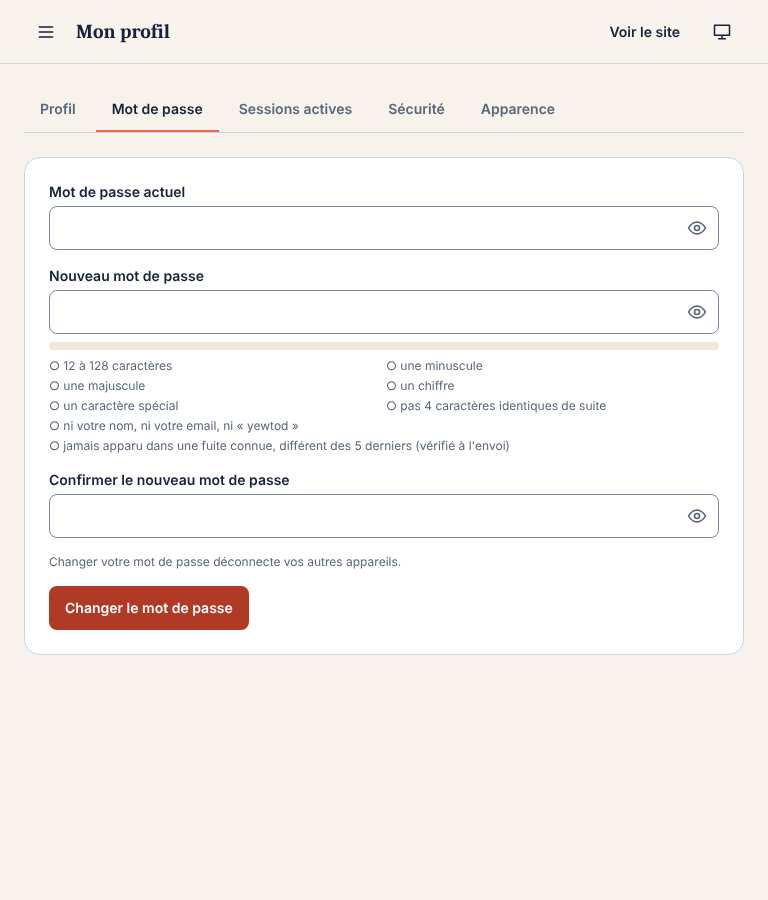 Mon profil
Voir le site
Profil
Mot de passe
Sessions actives
Sécurité
Apparence
Mot de passe actuel
Nouveau mot de passe
12 à 128 caractères
une minuscule
une majuscule
un chiffre
un caractère spécial
pas 4 caractères identiques de suite
ni votre nom, ni votre email, ni « yewtod »
jamais apparu dans une fuite connue, différent des 5 derniers (vérifié à l'envoi)
Confirmer le nouveau mot de passe
Changer votre mot de passe déconnecte vos autres appareils.
Changer le mot de passe